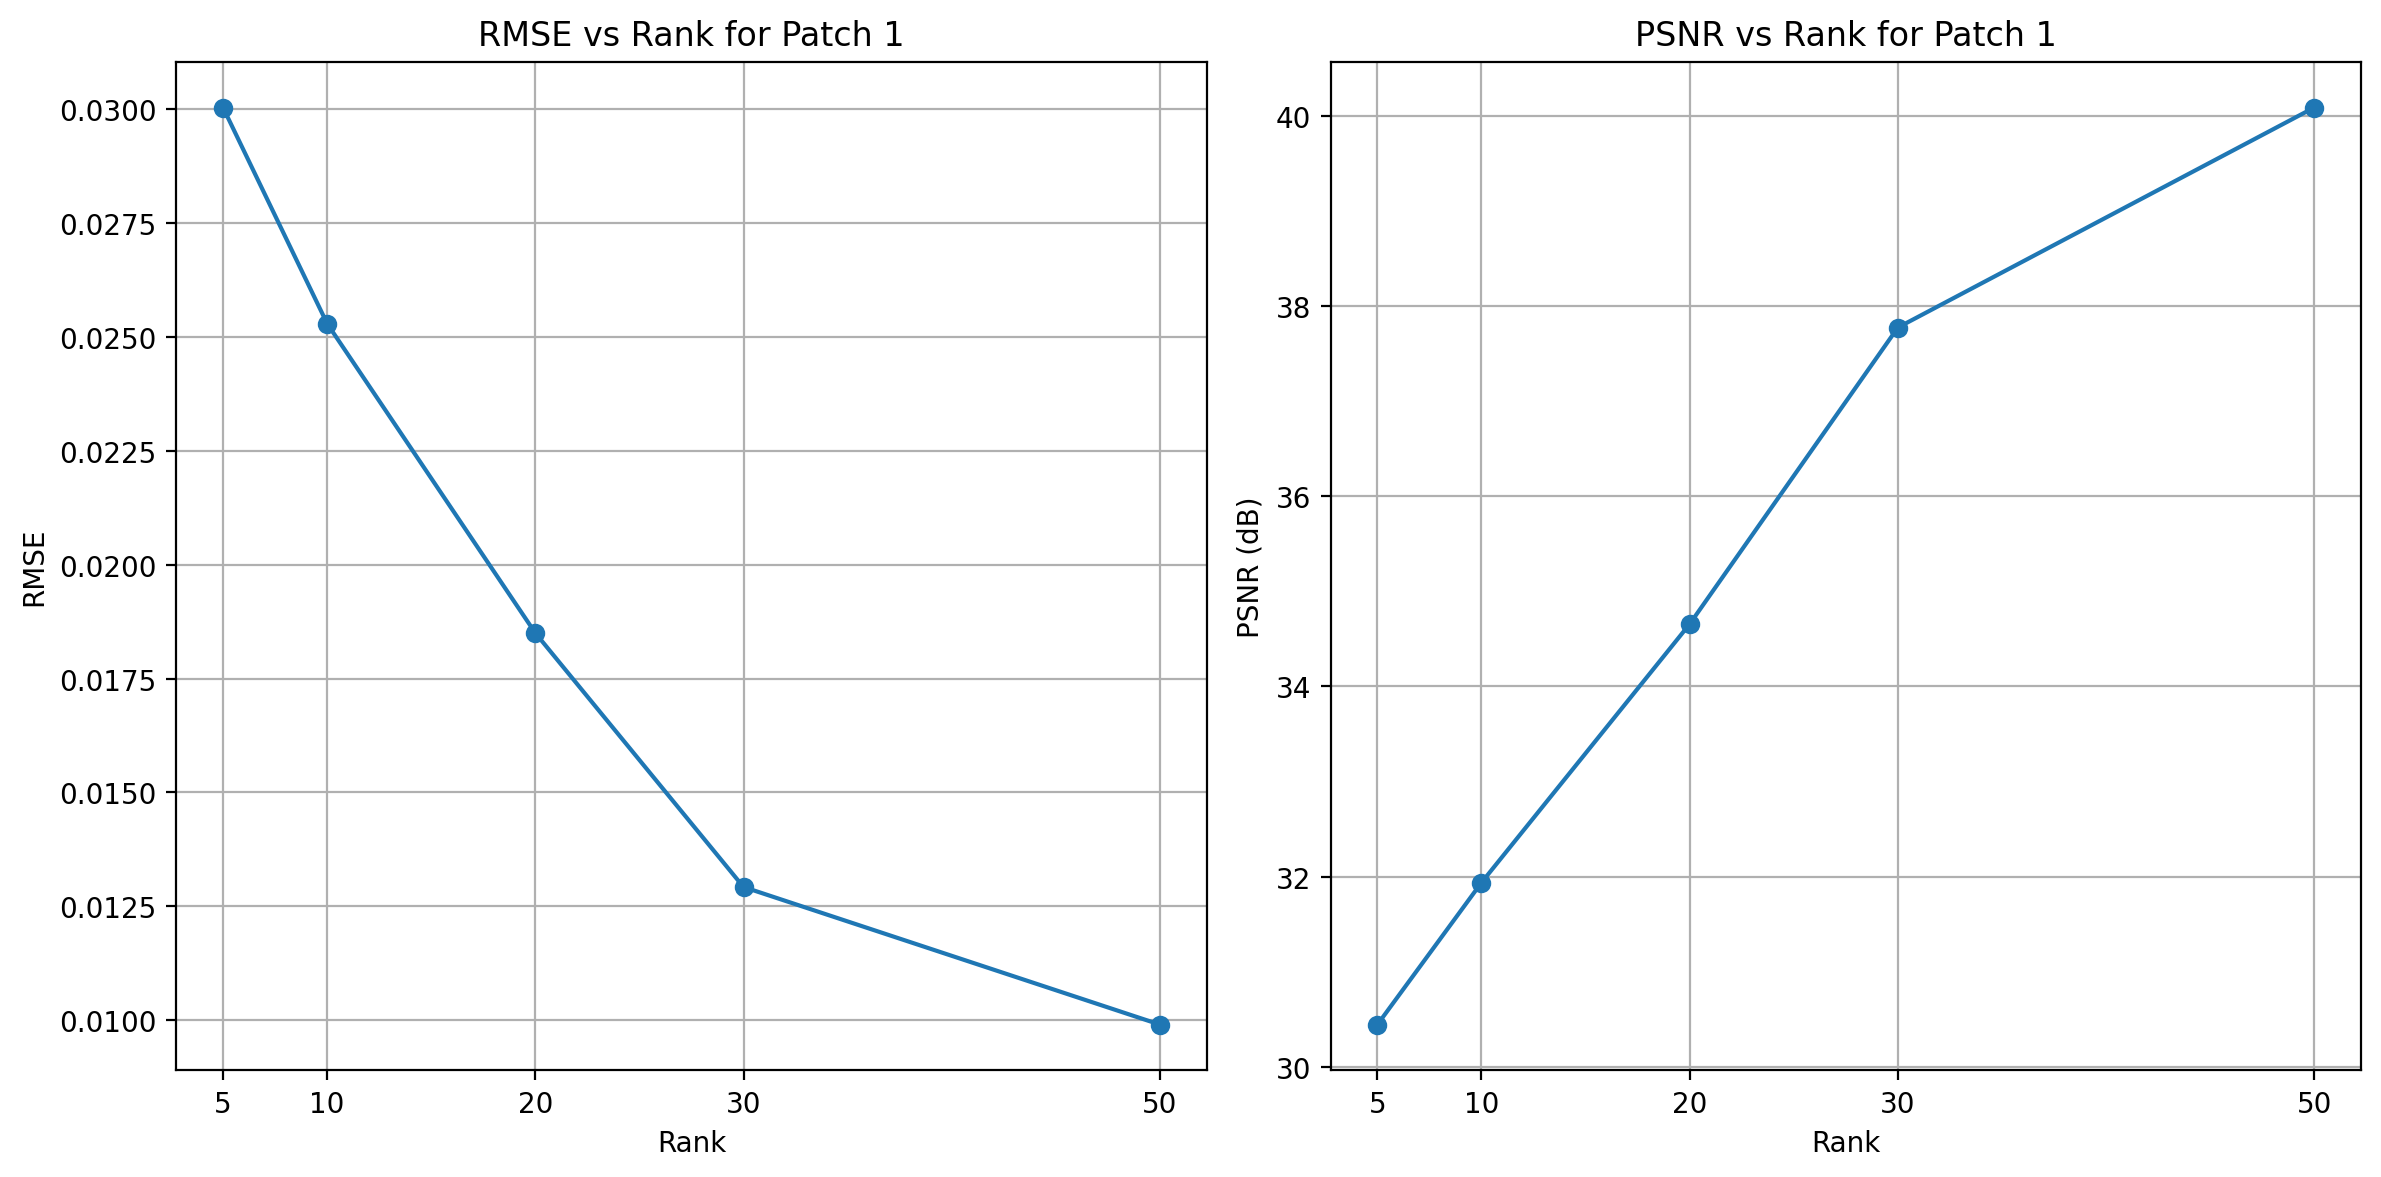 RMSE vs Rank for Patch 1
0.0300
0.0275
0.0250
0.0225
0.0200
0.0175
0.0150
0.0125
0.0100
RMSE
5 10 20 30 50
Rank
PSNR vs Rank for Patch 1
40
38
36
34
32
30
PSNR (dB)
5 10 20 30 50
Rank